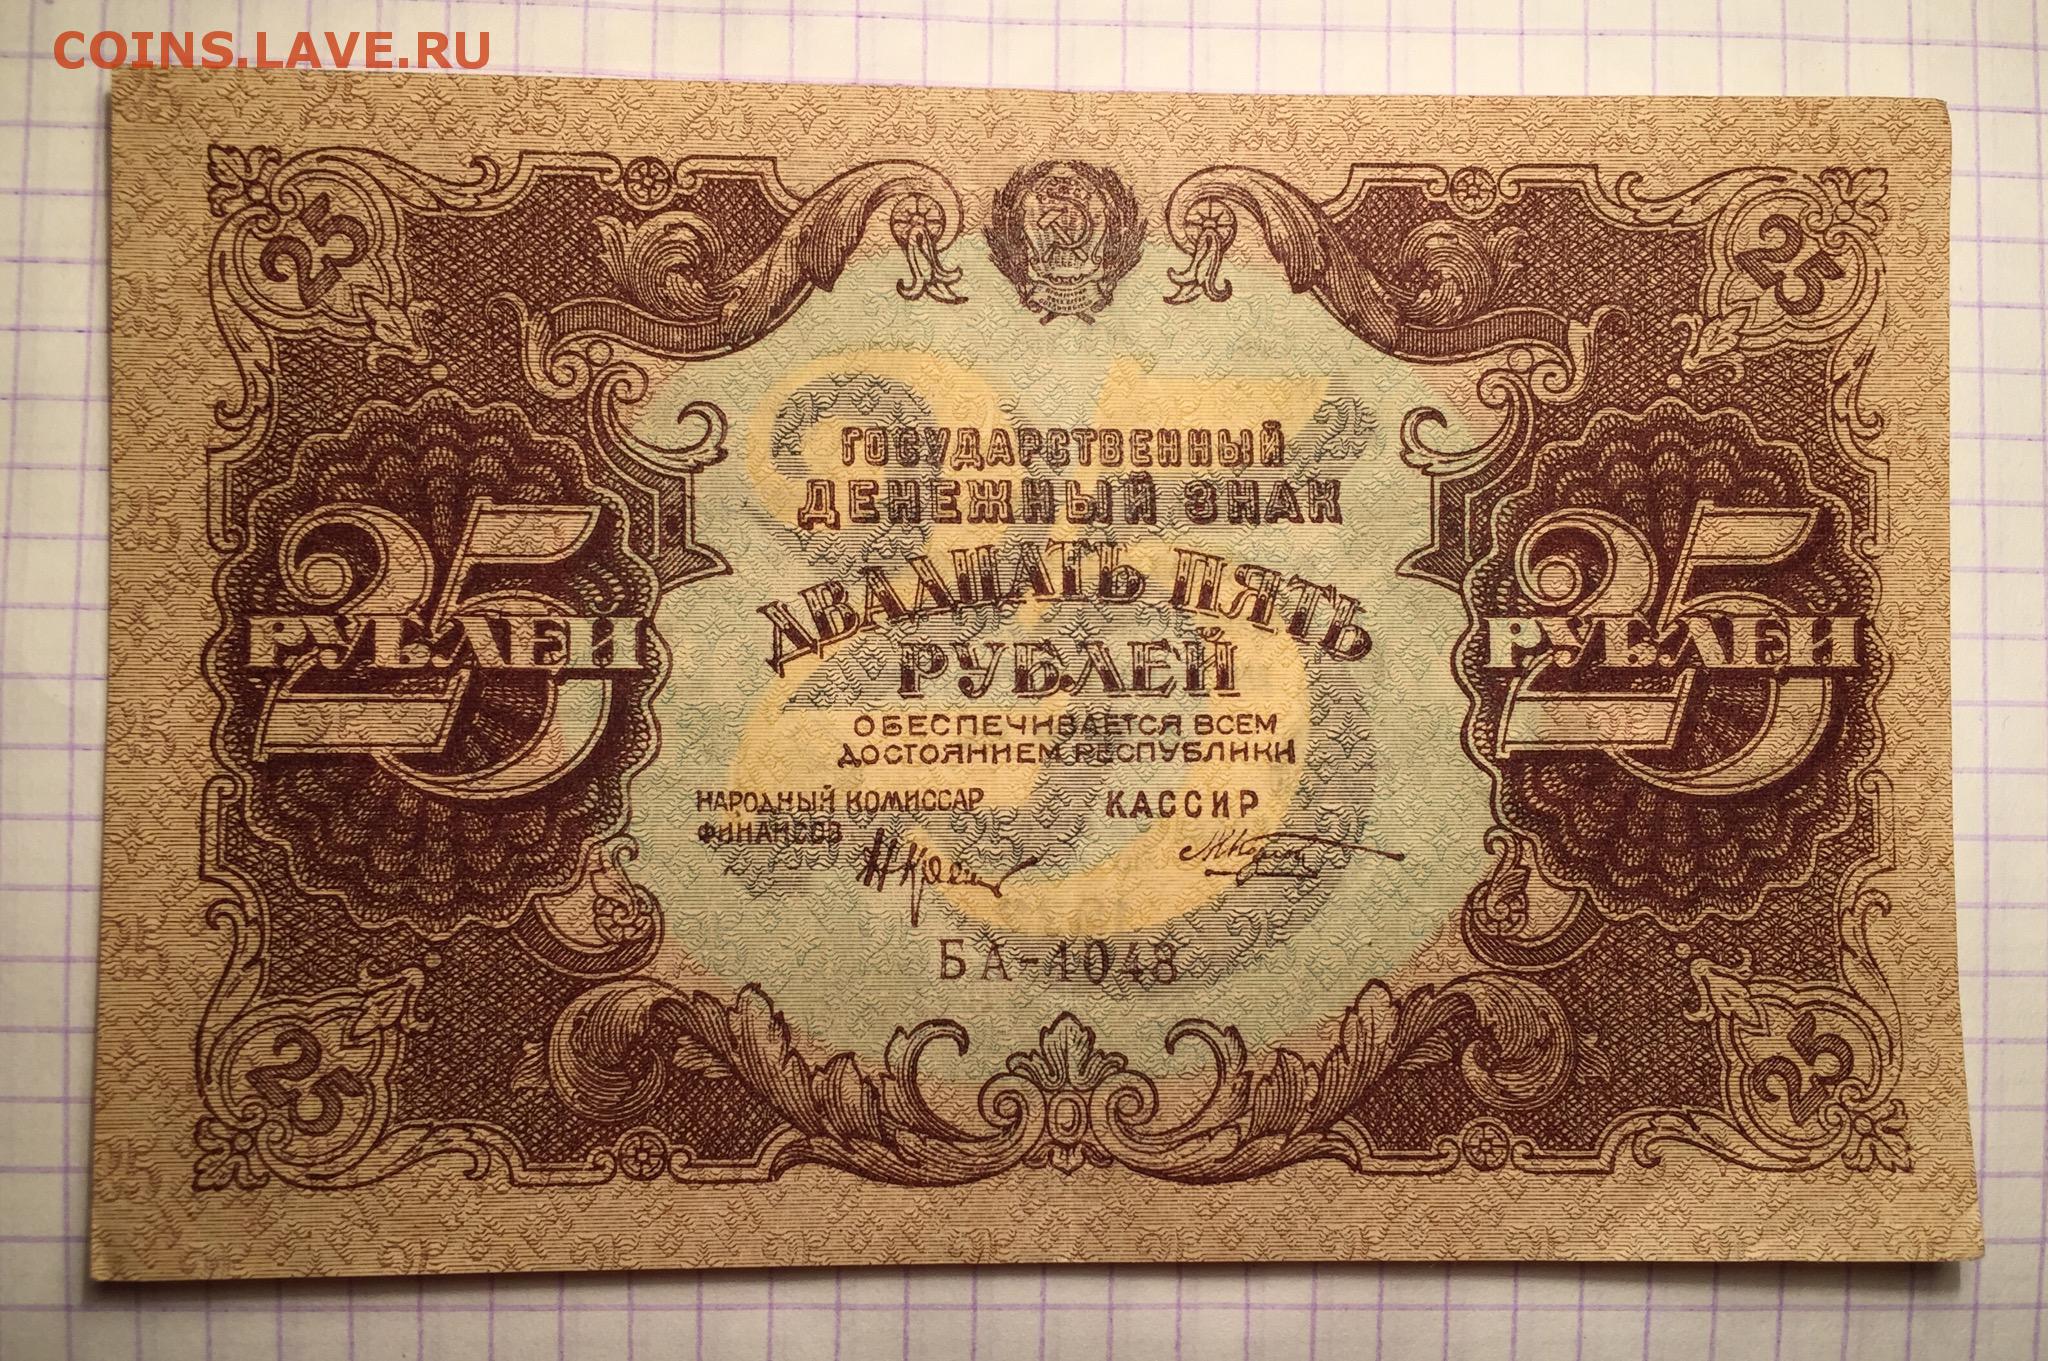 COINS.LAVE.RU
25
25
ГОСУДАРСТВЕННЫЙ
ДЕНЕЖНЫЙ ЗНАК
ДВАДЦАТЬ ПЯТЬ
РУБЛЕЙ
25 РУБЛЕЙ
25 РУБЛЕЙ
ОБЕСПЕЧИВАЕТСЯ ВСЕМ
ДОСТОЯНИЕМ РЕСПУБЛИКИ
НАРОДНЫЙ КОМИССАР
ФИНАНСОВ
КАССИР
БА-1048
25
25